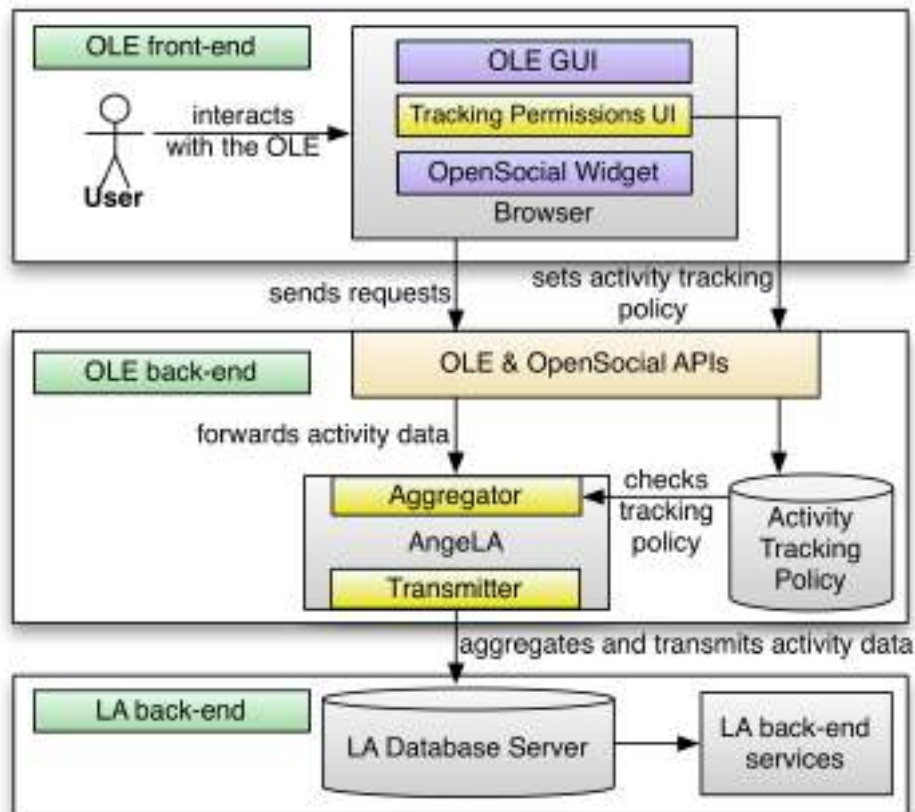 OLE front-end
OLE GUI
Tracking Permissions UI
OpenSocial Widget
Browser
interacts
with the OLE
User
sends requests
sets activity tracking
policy
OLE back-end
OLE & OpenSocial APIs
forwards activity data
Aggregator
AngeLA
Transmitter
checks
tracking
policy
Activity
Tracking
Policy
aggregates and transmits activity data
LA back-end
LA Database Server
LA back-end
services